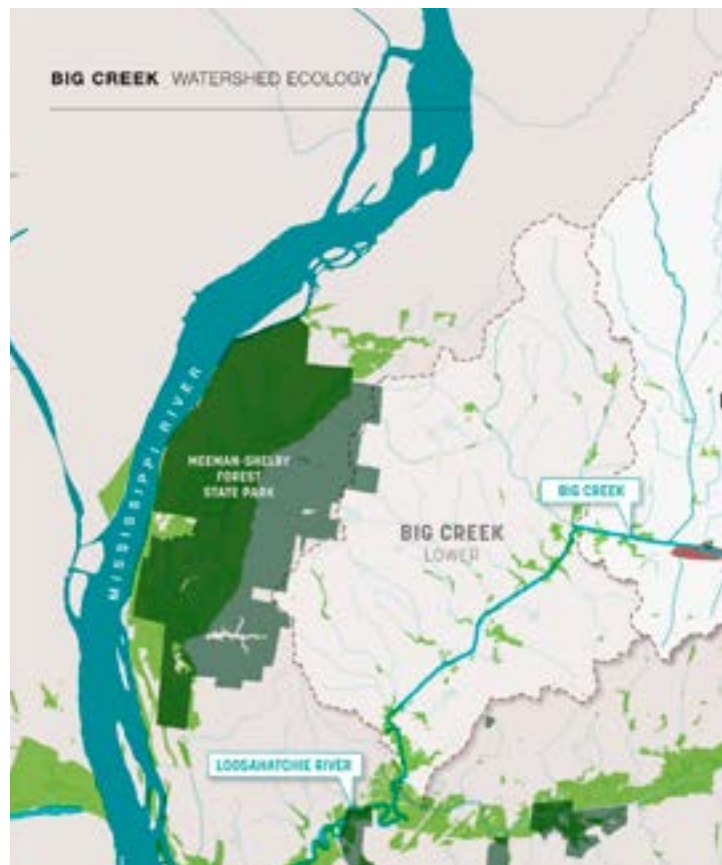 BIG CREEK WATERSHED ECOLOGY
MISSISSIPPI RIVER
MEEMAN-SHELBY
FOREST
STATE PARK
BIG CREEK
BIG CREEK
LOWER
LOOSAHATCHIE RIVER